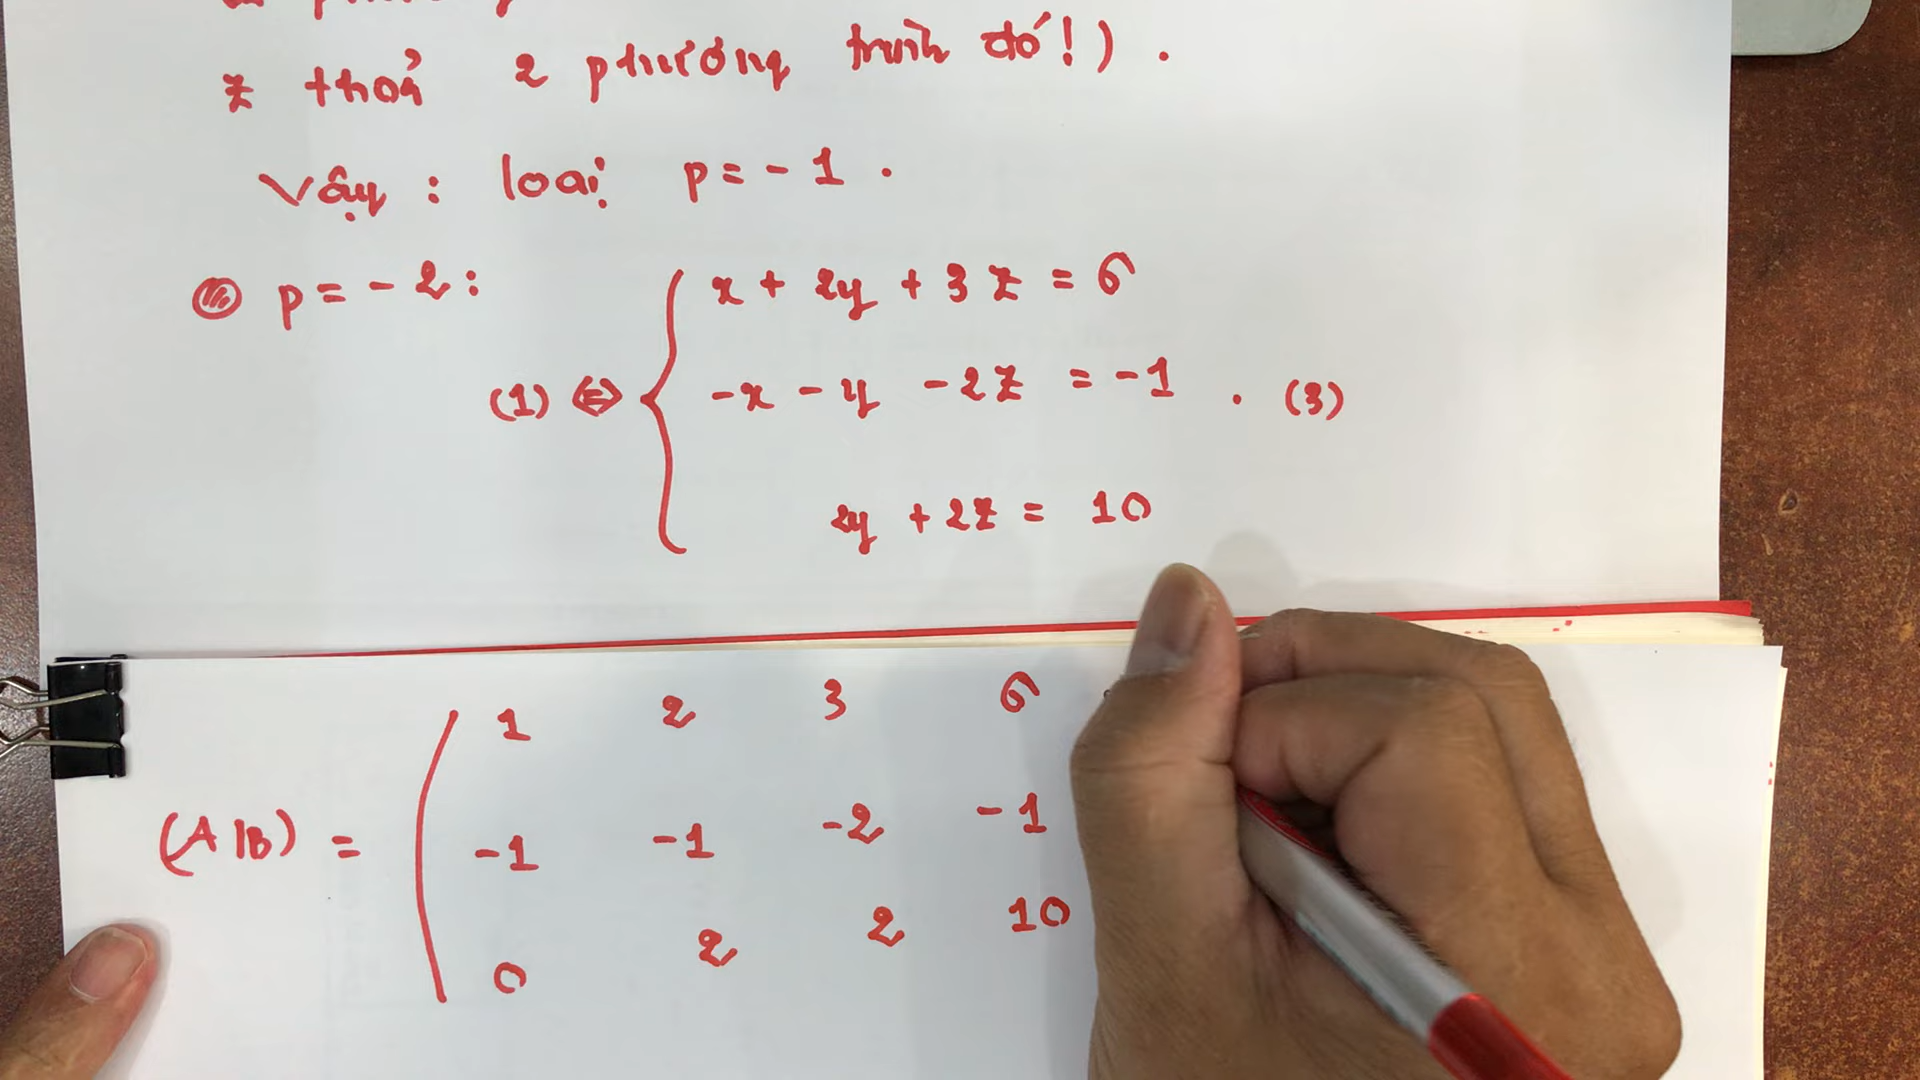 z thoả 2 phương trình đó!).
Vậy: loại p = -1.
p = -2:
x + 2y + 3z = 6
(1) ⇔ { -x - y - 2z = -1 . (3)
2y + 2z = 10
1 2 3 6
(A|B) = ( -1 -1 -2 -1
0 2 2 10